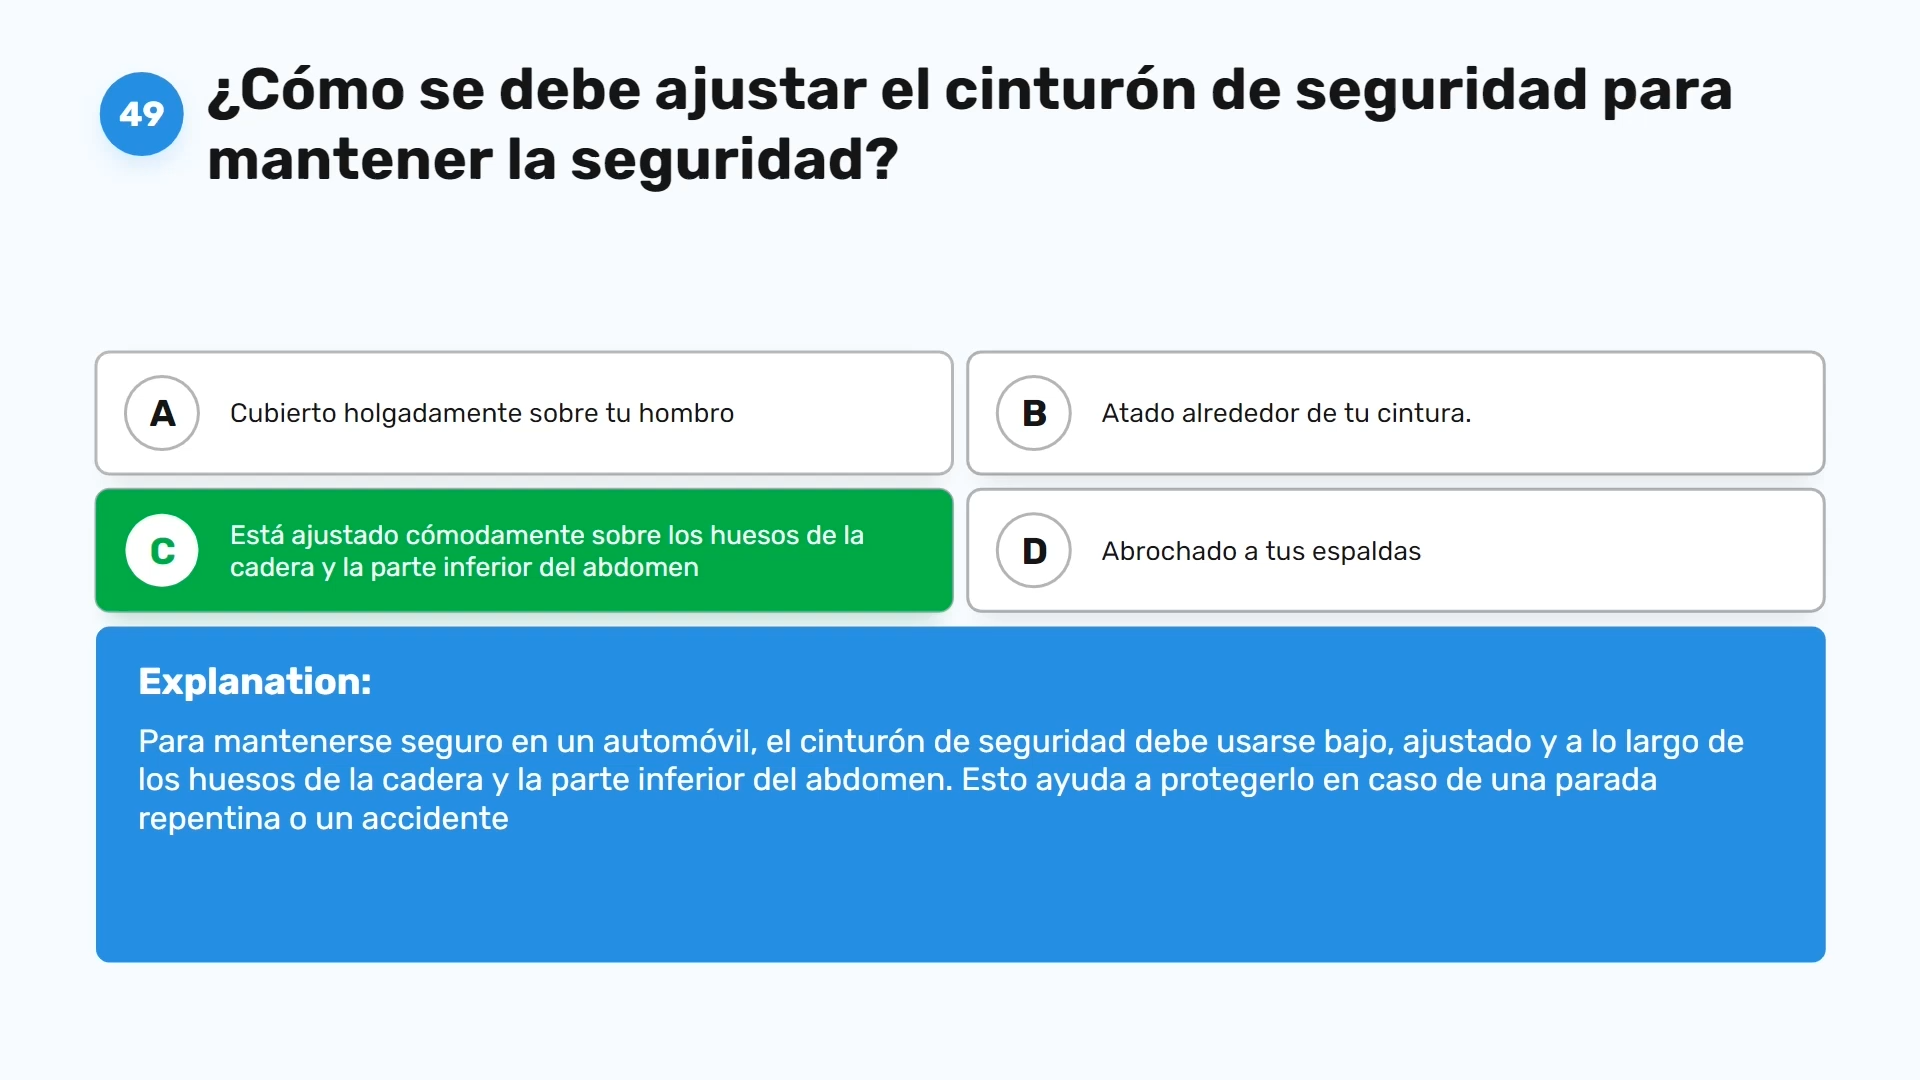 49
¿Cómo se debe ajustar el cinturón de seguridad para
mantener la seguridad?
A
Cubierto holgadamente sobre tu hombro
B
Atado alrededor de tu cintura.
C
Está ajustado cómodamente sobre los huesos de la
cadera y la parte inferior del abdomen
D
Abrochado a tus espaldas
Explanation:
Para mantenerse seguro en un automóvil, el cinturón de seguridad debe usarse bajo, ajustado y a lo largo de
los huesos de la cadera y la parte inferior del abdomen. Esto ayuda a protegerlo en caso de una parada
repentina o un accidente